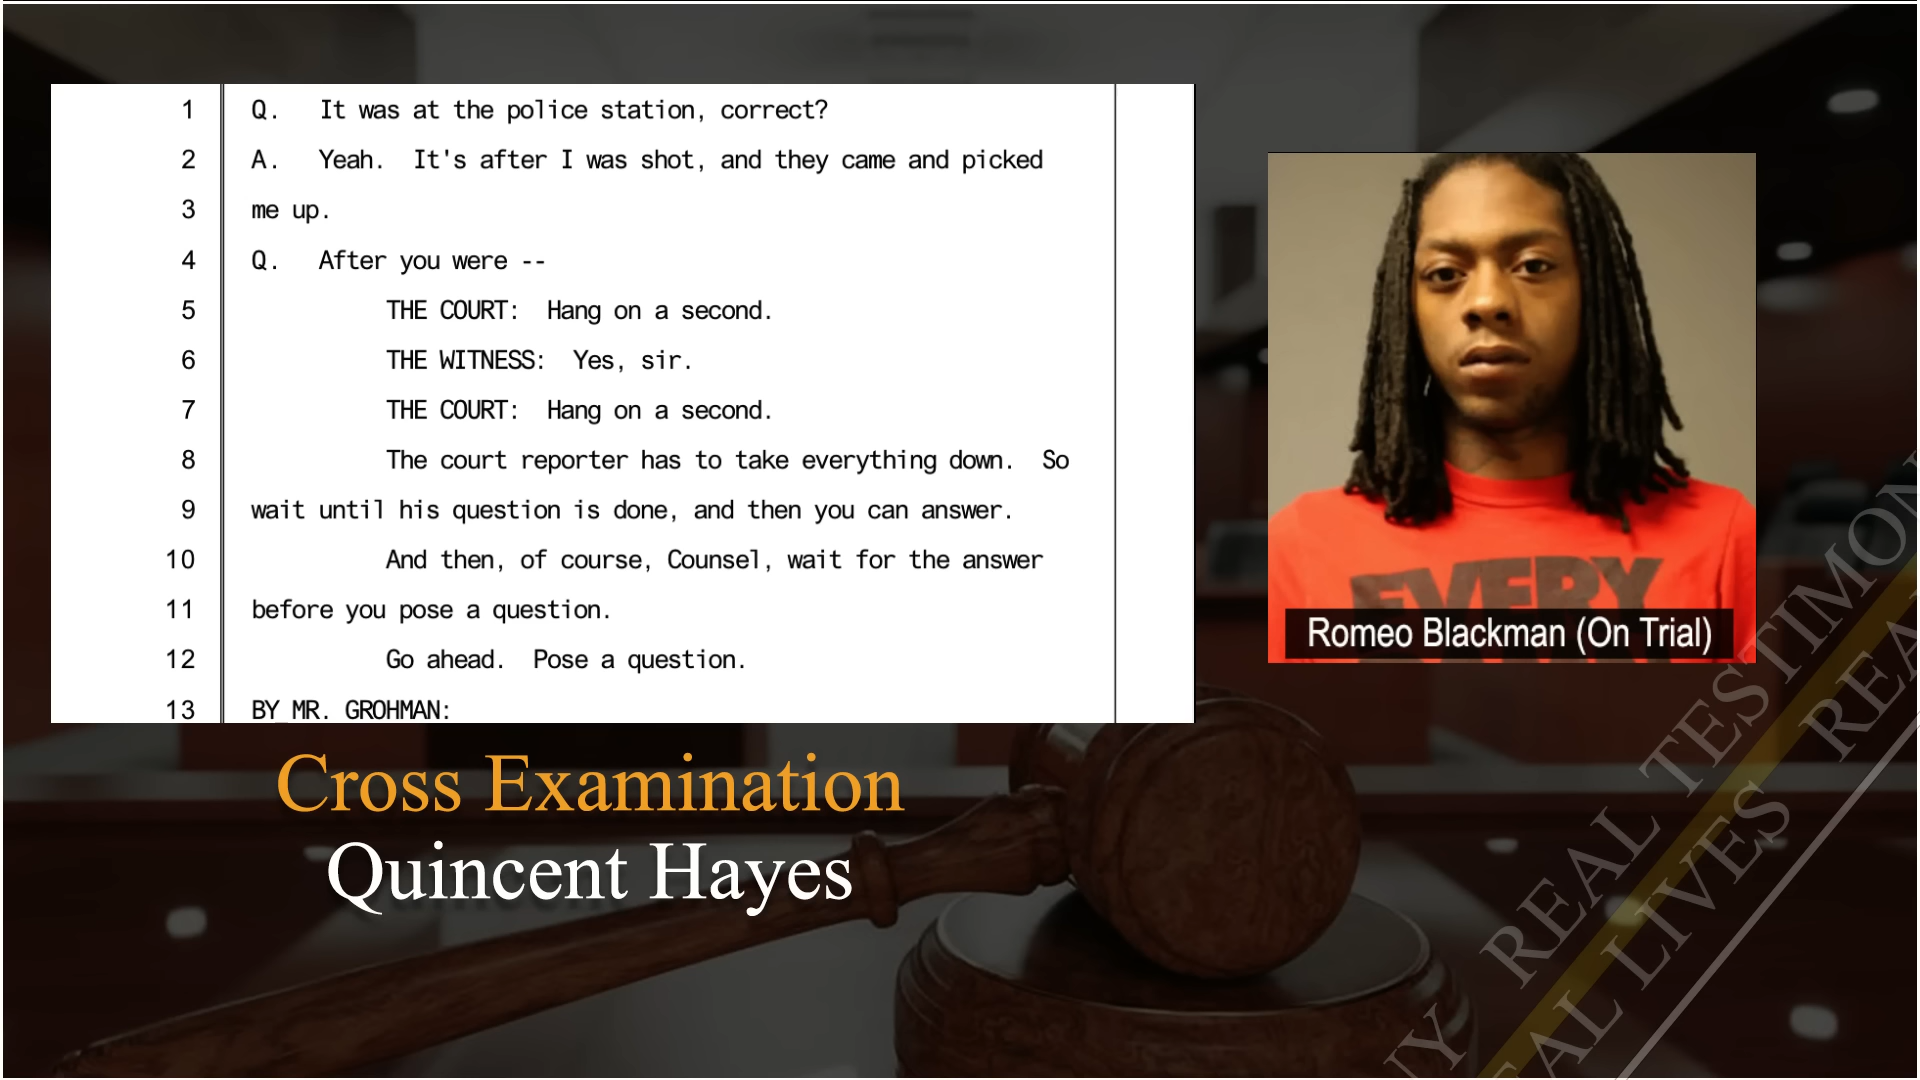 1 Q. It was at the police station, correct?
2 A. Yeah. It's after I was shot, and they came and picked
3 me up.
4 Q. After you were --
5 THE COURT: Hang on a second.
6 THE WITNESS: Yes, sir.
7 THE COURT: Hang on a second.
8 The court reporter has to take everything down. So
9 wait until his question is done, and then you can answer.
10 And then, of course, Counsel, wait for the answer
11 before you pose a question.
12 Go ahead. Pose a question.
13 BY MR. GROHMAN:
EVERY
Romeo Blackman (On Trial)
Cross Examination
Quincent Hayes
REAL TESTIMON
REAL LIVES REA